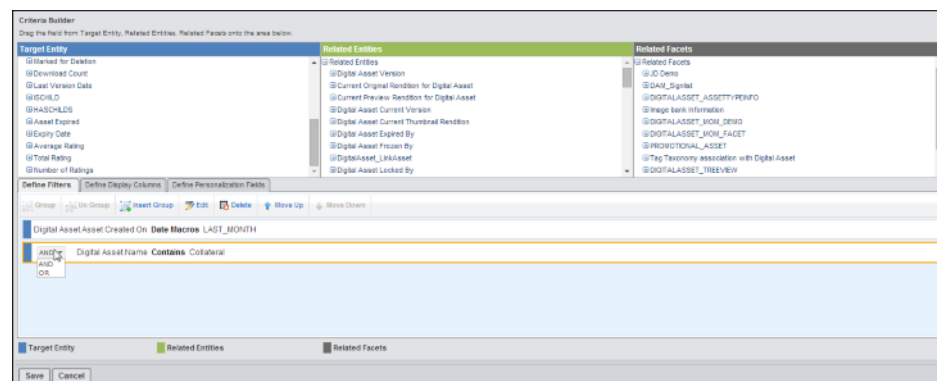 Criteria Builder
Drag the field from Target Entity, Related Entities, Related Facets onto the area below.
Target Entity
Marked for Deletion
Download Count
Last Version Date
ISCHILD
HASCHILDS
Asset Expired
Expiry Date
Average Rating
Total Rating
Number of Ratings
Related Entities
Related Entities
Digital Asset Version
Current Original Rendition for Digital Asset
Current Preview Rendition for Digital Asset
Digital Asset Current Version
Digital Asset Current Thumbnail Rendition
Digital Asset Expired By
Digital Asset Frozen By
DigitalAsset_LinkAsset
Digital Asset Locked By
Related Facets
Related Facets
JD Demo
DAM_Signlist
DIGITALASSET_ASSETTYPEINFO
Image bank Information
DIGITALASSET_MOM_DEMO
DIGITALASSET_MOM_FACET
PROMOTIONAL_ASSET
Tag Taxonomy association with Digital Asset
DIGITALASSET_TREEVIEW
Define Filters Define Display Columns Define Personalization Fields
Group Un Group Insert Group Edit Delete Move Up Move Down
Digital Asset.Asset Created On Date Macros LAST_MONTH
AND Digital Asset.Name Contains Collateral
AND
OR
Target Entity Related Entities Related Facets
Save Cancel